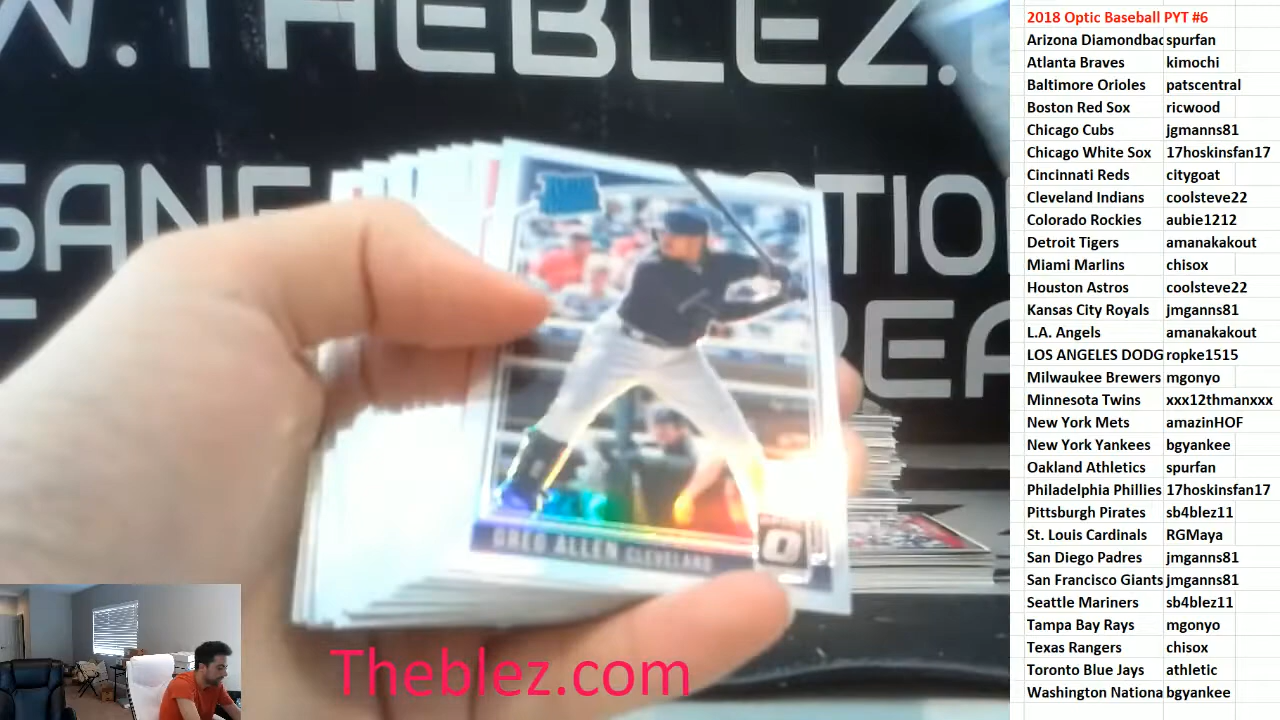 W.THEBLEZ.
SANE
TION
REA
GREG ALLEN CLEVELAND
Theblez.com
2018 Optic Baseball PYT #6
Arizona Diamondbac spurfan
Atlanta Braves kimochi
Baltimore Orioles patscentral
Boston Red Sox ricwood
Chicago Cubs jgmanns81
Chicago White Sox 17hoskinsfan17
Cincinnati Reds citygoat
Cleveland Indians coolsteve22
Colorado Rockies aubie1212
Detroit Tigers amanakakout
Miami Marlins chisox
Houston Astros coolsteve22
Kansas City Royals jmganns81
L.A. Angels amanakakout
LOS ANGELES DODG ropke1515
Milwaukee Brewers mgonyo
Minnesota Twins xxx12thmanxxx
New York Mets amazinHOF
New York Yankees bgyankee
Oakland Athletics spurfan
Philadelphia Phillies 17hoskinsfan17
Pittsburgh Pirates sb4blez11
St. Louis Cardinals RGMaya
San Diego Padres jmganns81
San Francisco Giants jmganns81
Seattle Mariners sb4blez11
Tampa Bay Rays mgonyo
Texas Rangers chisox
Toronto Blue Jays athletic
Washington Nationa bgyankee